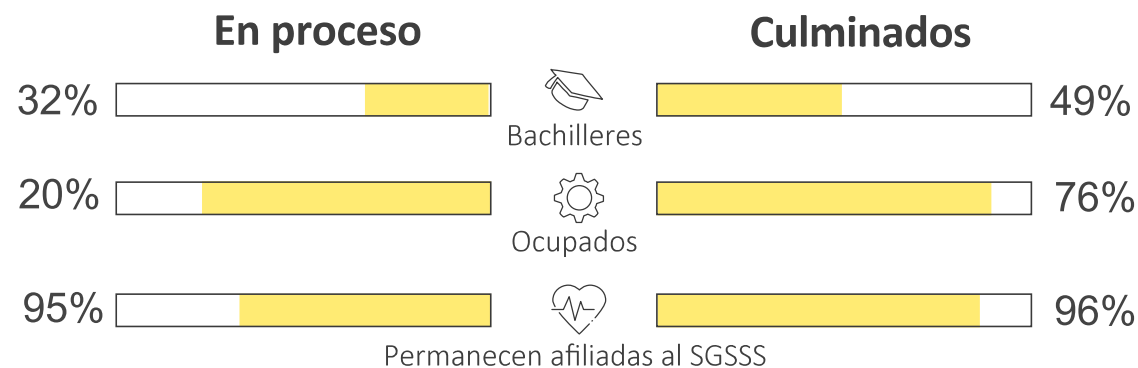 En proceso
Culminados
32%
Bachilleres
49%
20%
Ocupados
76%
95%
Permanecen afiliadas al SGSSS
96%